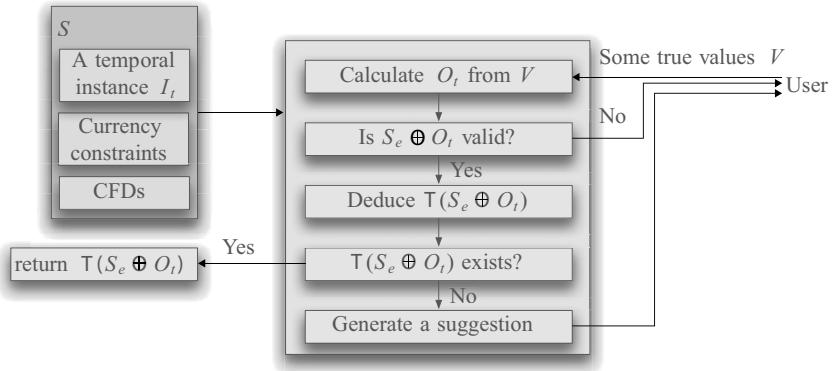 S
A temporal
instance I_t
Currency
constraints
CFDs
Calculate O_t from V
Is S_e ⊕ O_t valid?
Yes
Deduce T(S_e ⊕ O_t)
T(S_e ⊕ O_t) exists?
No
Generate a suggestion
Yes
return T(S_e ⊕ O_t)
Some true values V
User
No